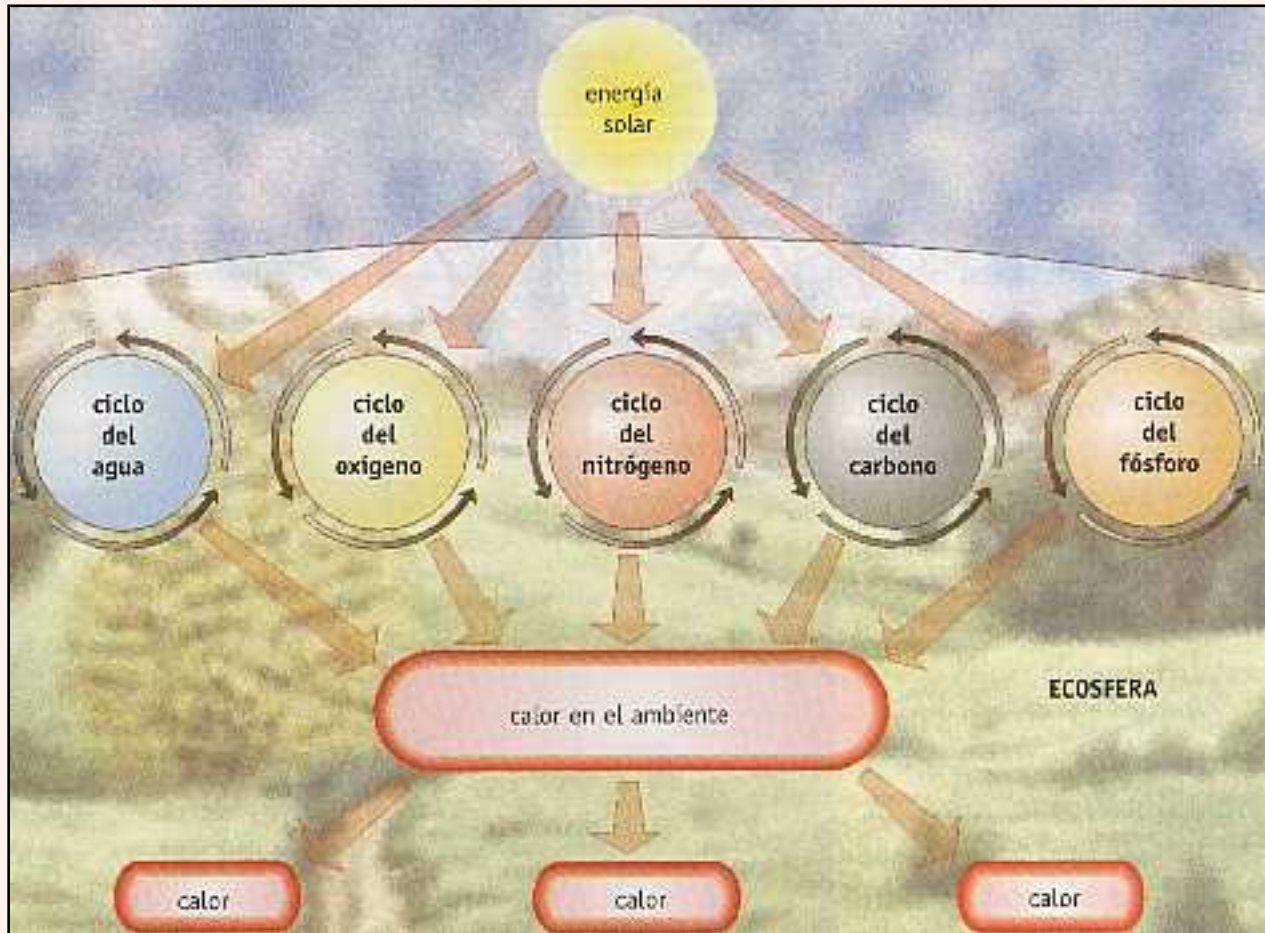 energía
solar
ciclo
del
agua
ciclo
del
oxígeno
ciclo
del
nitrógeno
ciclo
del
carbono
ciclo
del
fósforo
calor en el ambiente
ECOSFERA
calor
calor
calor